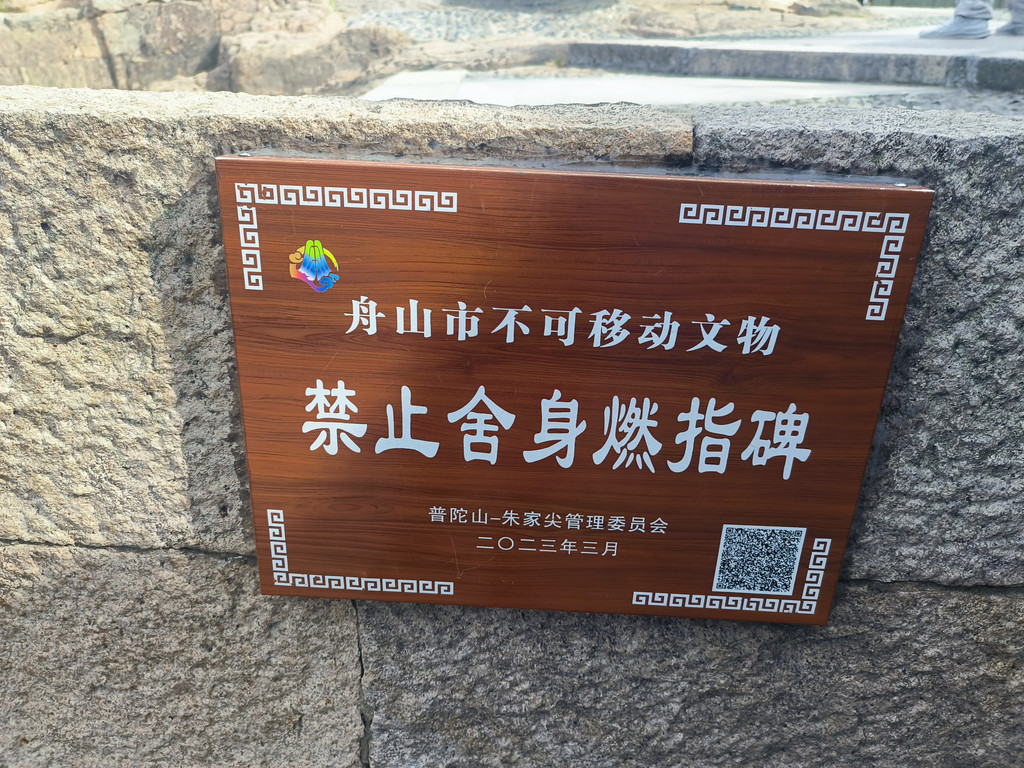 舟山市不可移动文物
禁止舍身燃指碑
普陀山-朱家尖管理委员会
二〇二三年三月